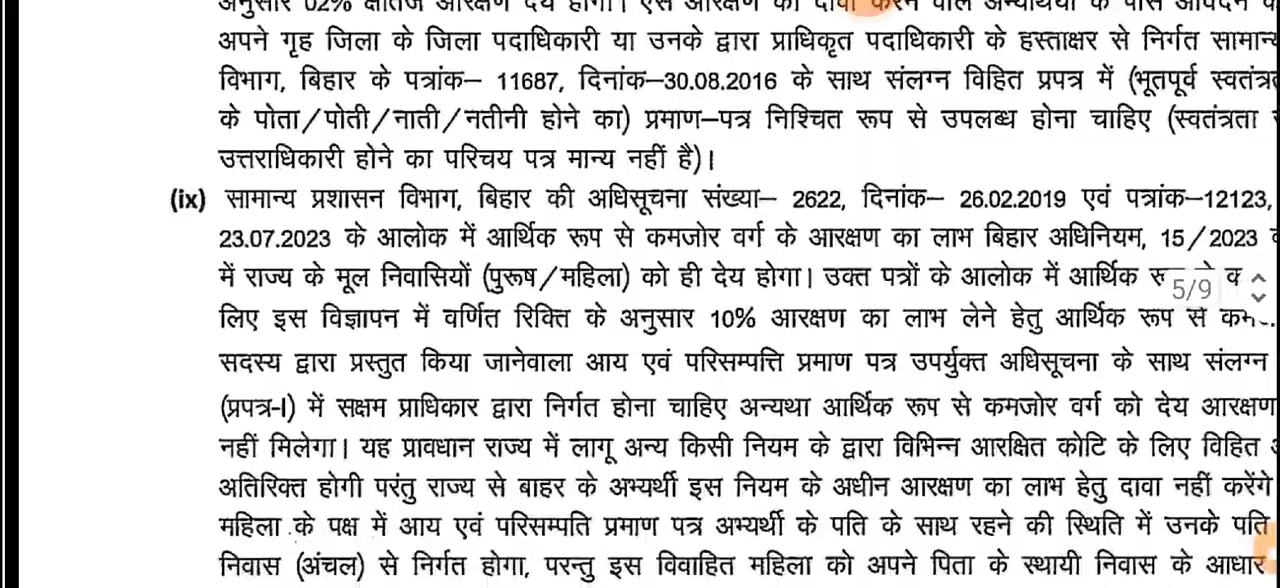 अनुसार 02% क्षैतिज आरक्षण देय होगा। ऐसे आरक्षण का दावा करने वाले अभ्यर्थियों के पास आवेदन
अपने गृह जिला के जिला पदाधिकारी या उनके द्वारा प्राधिकृत पदाधिकारी के हस्ताक्षर से निर्गत सामान्य
विभाग, बिहार के पत्रांक– 11687, दिनांक–30.08.2016 के साथ संलग्न विहित प्रपत्र में (भूतपूर्व
के पोता/पोती/नाती/नतीनी होने का) प्रमाण–पत्र निश्चित रूप से उपलब्ध होना चाहिए (स्वतंत्रता
उत्तराधिकारी होने का परिचय पत्र मान्य नहीं है)।
(ix) सामान्य प्रशासन विभाग, बिहार की अधिसूचना संख्या– 2622, दिनांक– 26.02.2019 एवं पत्रांक–12123,
23.07.2023 के आलोक में आर्थिक रूप से कमजोर वर्ग के आरक्षण का लाभ बिहार अधिनियम, 15/2023
में राज्य के मूल निवासियों (पुरूष/महिला) को ही देय होगा। उक्त पत्रों के आलोक में आर्थिक
5/9
लिए इस विज्ञापन में वर्णित रिक्ति के अनुसार 10% आरक्षण का लाभ लेने हेतु आर्थिक रूप से
सदस्य द्वारा प्रस्तुत किया जानेवाला आय एवं परिसम्पत्ति प्रमाण पत्र उपर्युक्त अधिसूचना के साथ संलग्न
(प्रपत्र-I) में सक्षम प्राधिकार द्वारा निर्गत होना चाहिए अन्यथा आर्थिक रूप से कमजोर वर्ग को देय आरक्षण
नहीं मिलेगा। यह प्रावधान राज्य में लागू अन्य किसी नियम के द्वारा विभिन्न आरक्षित कोटि के लिए विहित
अतिरिक्त होगी परंतु राज्य से बाहर के अभ्यर्थी इस नियम के अधीन आरक्षण का लाभ हेतु दावा नहीं करेंगे
महिला के पक्ष में आय एवं परिसम्पति प्रमाण पत्र अभ्यर्थी के पति के साथ रहने की स्थिति में उनके पति
निवास (अंचल) से निर्गत होगा, परन्तु इस विवाहित महिला को अपने पिता के स्थायी निवास के आधार